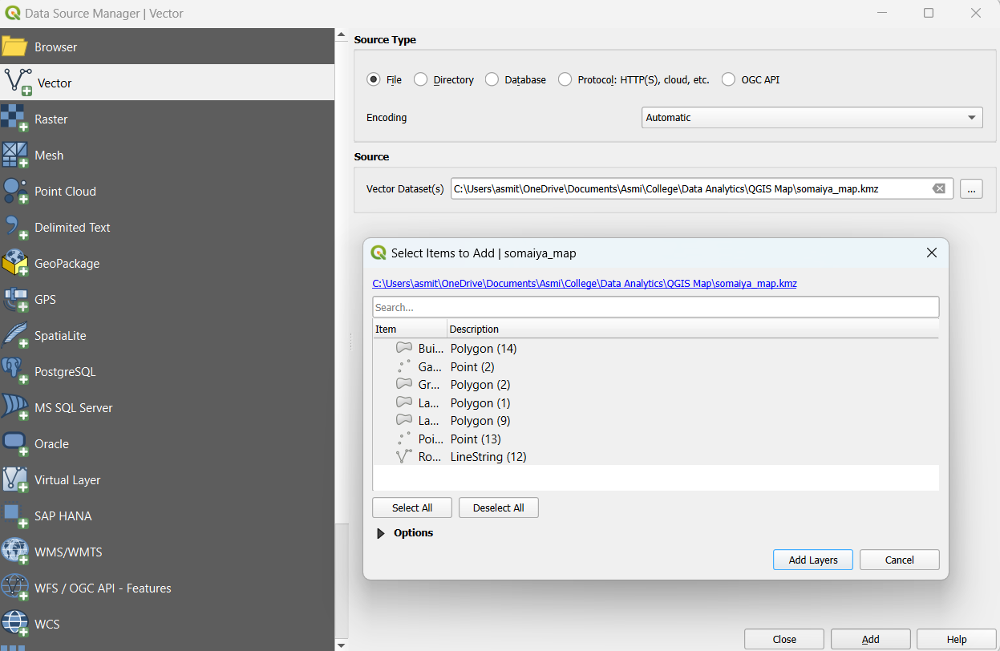 Data Source Manager | Vector
Browser
Vector
Raster
Mesh
Point Cloud
Delimited Text
GeoPackage
GPS
SpatiaLite
PostgreSQL
MS SQL Server
Oracle
Virtual Layer
SAP HANA
WMS/WMTS
WFS / OGC API - Features
WCS
Source Type
File Directory Database Protocol: HTTP(S), cloud, etc. OGC API
Encoding Automatic
Source
Vector Dataset(s) C:\Users\asmit\OneDrive\Documents\Asmi\College\Data Analytics\QGIS Map\somaiya_map.kmz ...
Select Items to Add | somaiya_map
C:\Users\asmit\OneDrive\Documents\Asmi\College\Data Analytics\QGIS Map\somaiya_map.kmz
Search...
Item Description
Bui... Polygon (14)
Ga... Point (2)
Gr... Polygon (2)
La... Polygon (1)
La... Polygon (9)
Poi... Point (13)
Ro... LineString (12)
Select All Deselect All
Options
Add Layers Cancel
Close Add Help